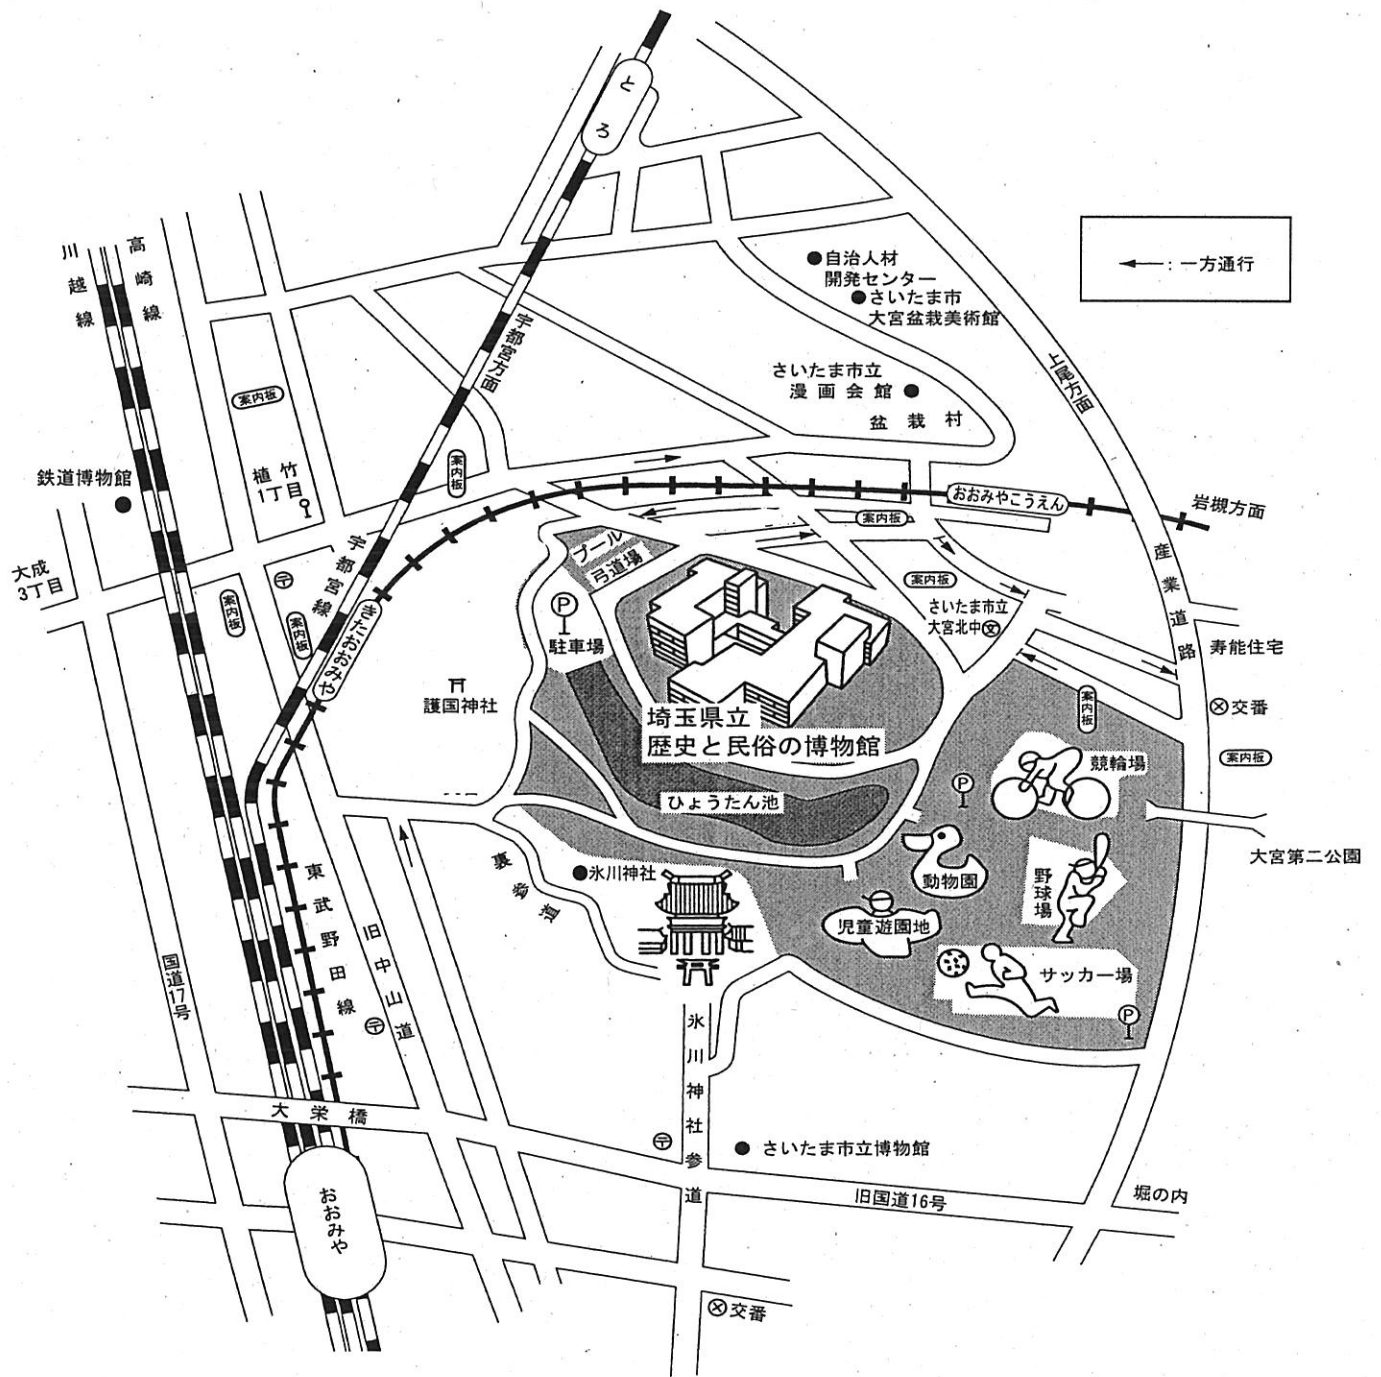 とろ
川越線
高崎線
自治人材
開発センター
さいたま市
大宮盆栽美術館
：一方通行
宇都宮方面
さいたま市立
漫画会館
盆栽村
上尾方面
案内板
植竹
1丁目
案内板
鉄道博物館
おおみやこうえん
岩槻方面
案内板
プール
弓道場
大成
3丁目
〒
宇都宮線
案内板
案内板
きたおおみや
P
駐車場
案内板
さいたま市立
大宮北中文
産業道路
寿能住宅
護国神社
埼玉県立
歴史と民俗の博物館
案内板
交番
案内板
競輪場
P
ひょうたん池
大宮第二公園
裏参道
氷川神社
動物園
野球場
児童遊園地
サッカー場
P
東武野田線
旧中山道
〒
国道17号
氷川神社参道
大栄橋
〒
さいたま市立博物館
旧国道16号
堀の内
おおみや
交番